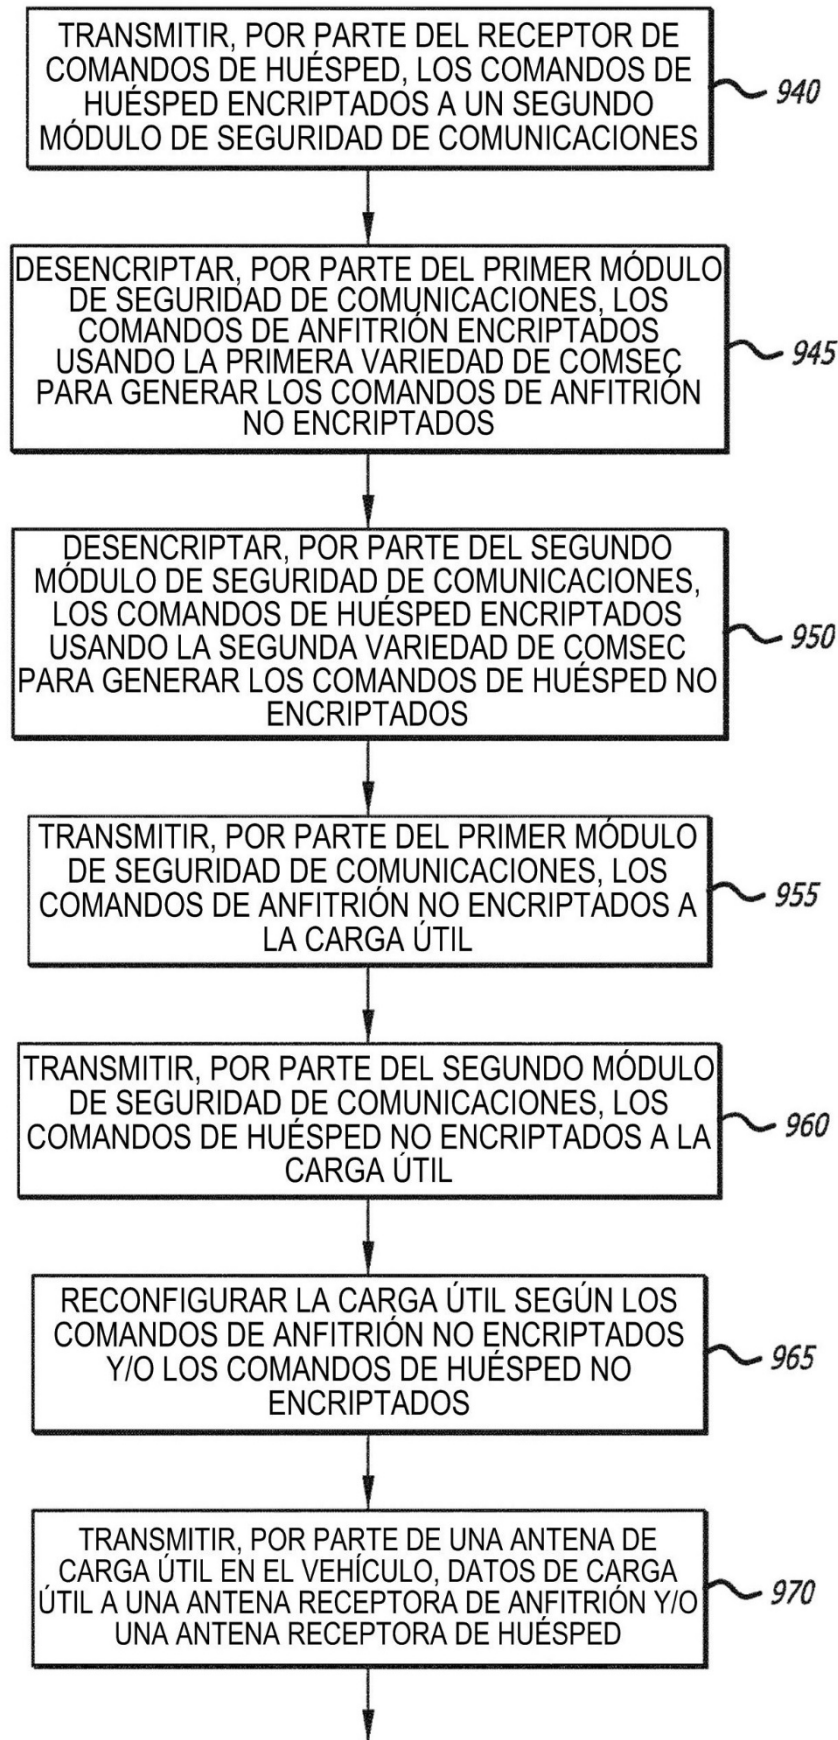 TRANSMITIR, POR PARTE DEL RECEPTOR DE
COMANDOS DE HUÉSPED, LOS COMANDOS DE
HUÉSPED ENCRIPTADOS A UN SEGUNDO
MÓDULO DE SEGURIDAD DE COMUNICACIONES
940
DESENCRIPTAR, POR PARTE DEL PRIMER MÓDULO
DE SEGURIDAD DE COMUNICACIONES, LOS
COMANDOS DE ANFITRIÓN ENCRIPTADOS
USANDO LA PRIMERA VARIEDAD DE COMSEC
PARA GENERAR LOS COMANDOS DE ANFITRIÓN
NO ENCRIPTADOS
945
DESENCRIPTAR, POR PARTE DEL SEGUNDO
MÓDULO DE SEGURIDAD DE COMUNICACIONES,
LOS COMANDOS DE HUÉSPED ENCRIPTADOS
USANDO LA SEGUNDA VARIEDAD DE COMSEC
PARA GENERAR LOS COMANDOS DE HUÉSPED NO
ENCRIPTADOS
950
TRANSMITIR, POR PARTE DEL PRIMER MÓDULO
DE SEGURIDAD DE COMUNICACIONES, LOS
COMANDOS DE ANFITRIÓN NO ENCRIPTADOS A
LA CARGA ÚTIL
955
TRANSMITIR, POR PARTE DEL SEGUNDO MÓDULO
DE SEGURIDAD DE COMUNICACIONES, LOS
COMANDOS DE HUÉSPED NO ENCRIPTADOS A LA
CARGA ÚTIL
960
RECONFIGURAR LA CARGA ÚTIL SEGÚN LOS
COMANDOS DE ANFITRIÓN NO ENCRIPTADOS
Y/O LOS COMANDOS DE HUÉSPED NO
ENCRIPTADOS
965
TRANSMITIR, POR PARTE DE UNA ANTENA DE
CARGA ÚTIL EN EL VEHÍCULO, DATOS DE CARGA
ÚTIL A UNA ANTENA RECEPTORA DE ANFITRIÓN Y/O
UNA ANTENA RECEPTORA DE HUÉSPED
970